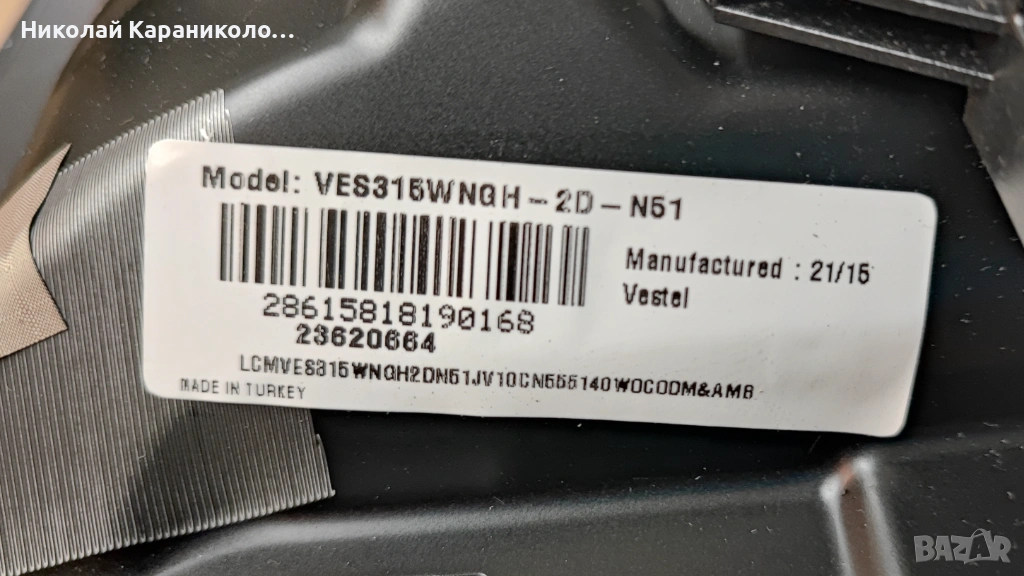 Николай Караниколо...
Model: VES315WNGH-2D-N51
Manufactured : 21/15
Vestel
28615818190168
23620664
LCMVES315WNGH2DN51JV10CN555140WOCODM&AMB
MADE IN TURKEY
BAZAR